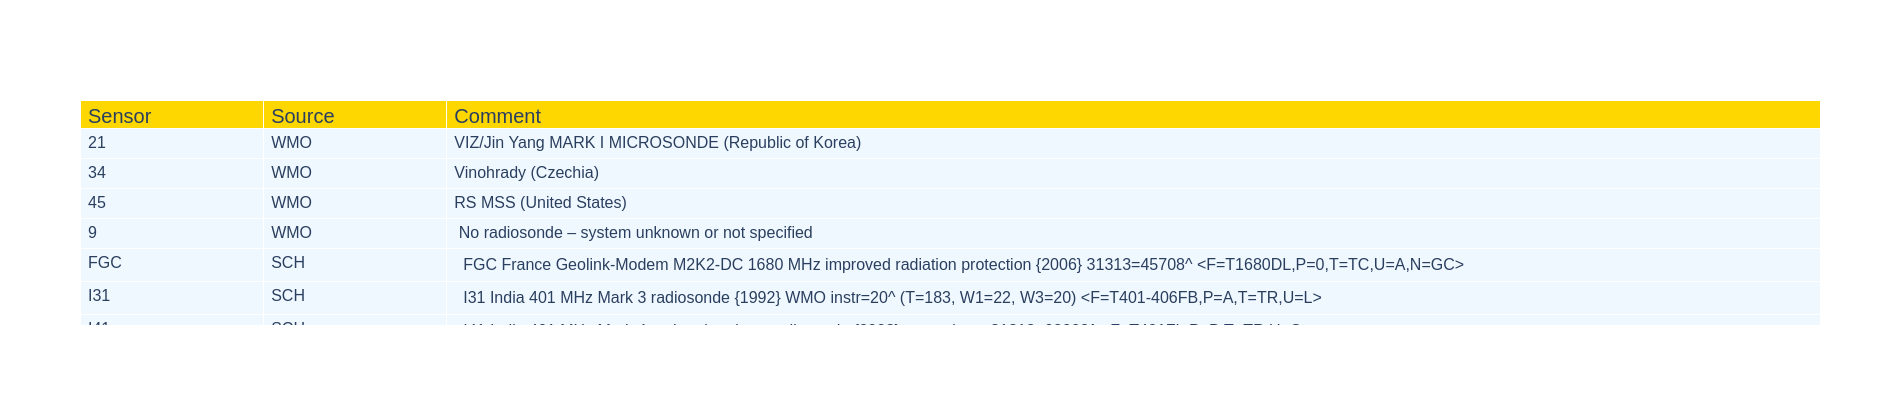 Sensor Source Comment
21 WMO VIZ/Jin Yang MARK I MICROSONDE (Republic of Korea)
34 WMO Vinohrady (Czechia)
45 WMO RS MSS (United States)
9 WMO No radiosonde – system unknown or not specified
FGC SCH FGC France Geolink-Modem M2K2-DC 1680 MHz improved radiation protection {2006} 31313=45708^ <F=T1680DL,P=0,T=TC,U=A,N=GC>
I31 SCH I31 India 401 MHz Mark 3 radiosonde {1992} WMO instr=20^ (T=183, W1=22, W3=20) <F=T401-406FB,P=A,T=TR,U=L>